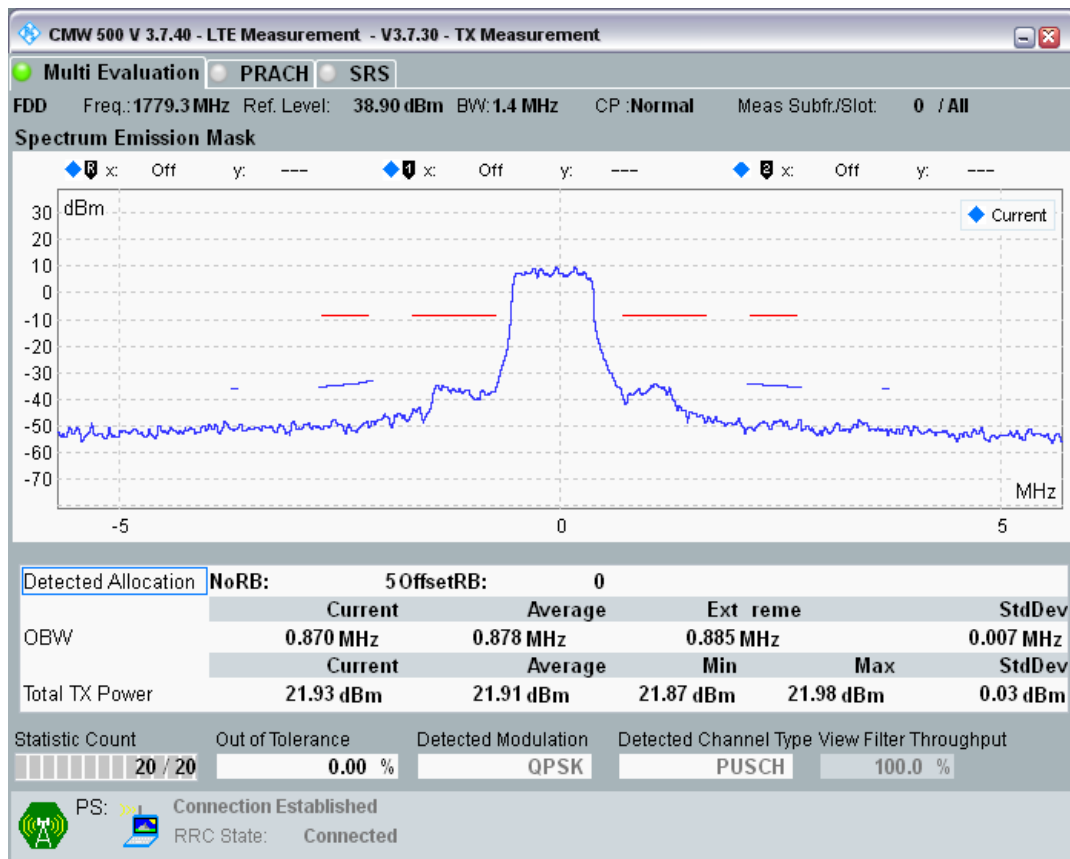 CMW 500 V 3.7.40 - LTE Measurement - V3.7.30 - TX Measurement
Multi Evaluation PRACH SRS
FDD Freq.:1779.3MHz Ref. Level: 38.90 dBm BW:1.4 MHz CP :Normal Meas Subfr./Slot: 0 / All
Spectrum Emission Mask
R x: Off y: --- 1 x: Off y: --- 2 x: Off y: ---
dBm
Current
30
20
10
0
-10
-20
-30
-40
-50
-60
-70
MHz
-5 0 5
Detected Allocation NoRB: 5 OffsetRB: 0
Current Average Ext reme StdDev
OBW 0.870 MHz 0.878 MHz 0.885 MHz 0.007 MHz
Current Average Min Max StdDev
Total TX Power 21.93 dBm 21.91 dBm 21.87 dBm 21.98 dBm 0.03 dBm
Statistic Count Out of Tolerance Detected Modulation Detected Channel Type View Filter Throughput
20 / 20 0.00 % QPSK PUSCH 100.0 %
PS: Connection Established
RRC State: Connected